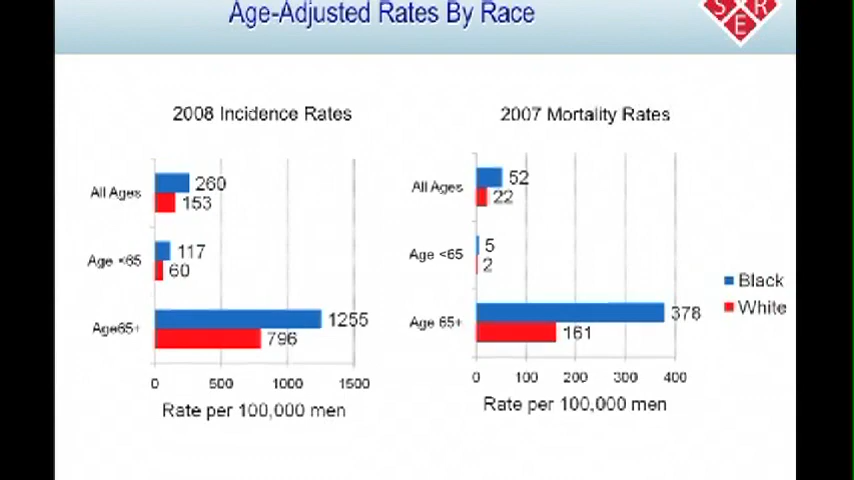 Age-Adjusted Rates By Race
S
R
E
2008 Incidence Rates
All Ages
260
153
Age <65
117
60
Age65+
1255
796
0 500 1000 1500
Rate per 100,000 men
2007 Mortality Rates
All Ages
52
22
Age <65
5
2
Age 65+
378
161
0 100 200 300 400
Rate per 100,000 men
Black
White